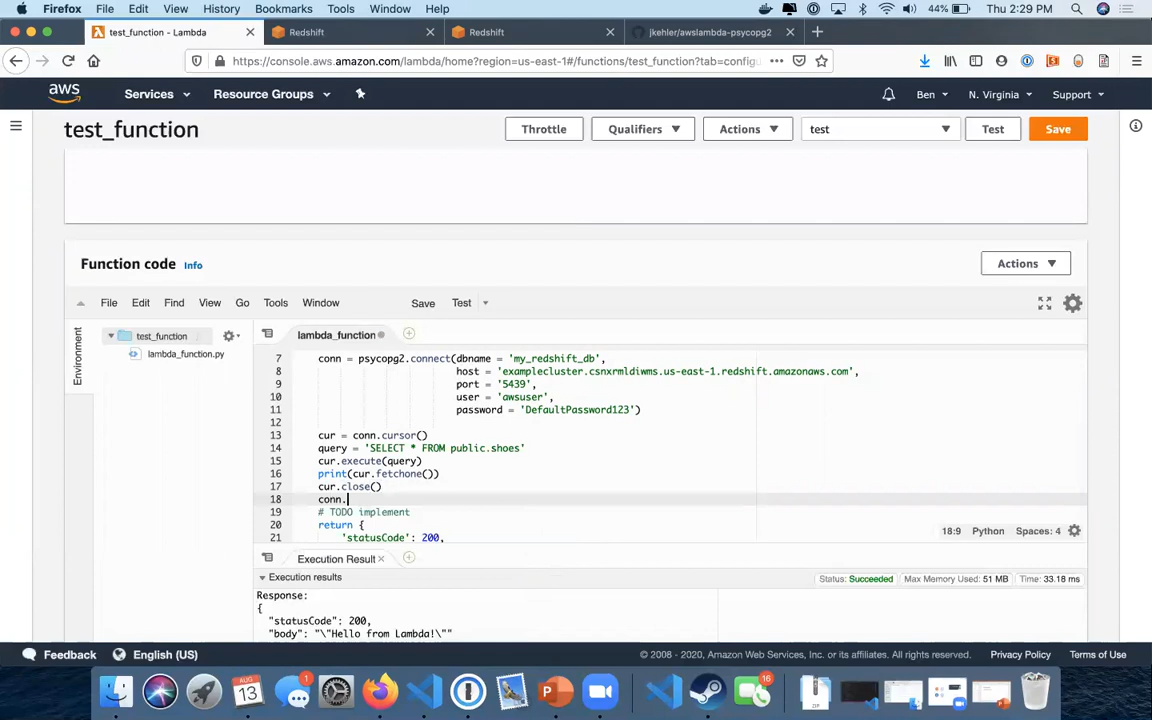 Firefox File Edit View History Bookmarks Tools Window Help 44% Thu 2:29 PM
test_function - Lambda Redshift Redshift jkehler/awslambda-psycopg2
https://console.aws.amazon.com/lambda/home?region=us-east-1#/functions/test_function?tab=config
aws Services Resource Groups Ben N. Virginia Support
test_function Throttle Qualifiers Actions test Test Save
Function code Info Actions
File Edit Find View Go Tools Window Save Test
Environment
test_function
lambda_function.py
lambda_function
7 conn = psycopg2.connect(dbname = 'my_redshift_db',
8 host = 'examplecluster.csnxrmldiwms.us-east-1.redshift.amazonaws.com',
9 port = '5439',
10 user = 'awsuser',
11 password = 'DefaultPassword123')
12
13 cur = conn.cursor()
14 query = 'SELECT * FROM public.shoes'
15 cur.execute(query)
16 print(cur.fetchone())
17 cur.close()
18 conn.
19 # TODO implement
20 return {
21 'statusCode': 200,
18:9 Python Spaces: 4
Execution Result
Execution results Status: Succeeded Max Memory Used: 51 MB Time: 33.18 ms
Response:
{
"statusCode": 200,
"body": "\"Hello from Lambda!\""
Feedback English (US) © 2008 - 2020, Amazon Web Services, Inc. or its affiliates. All rights reserved. Privacy Policy Terms of Use
AUG
13
1
16
ZIP